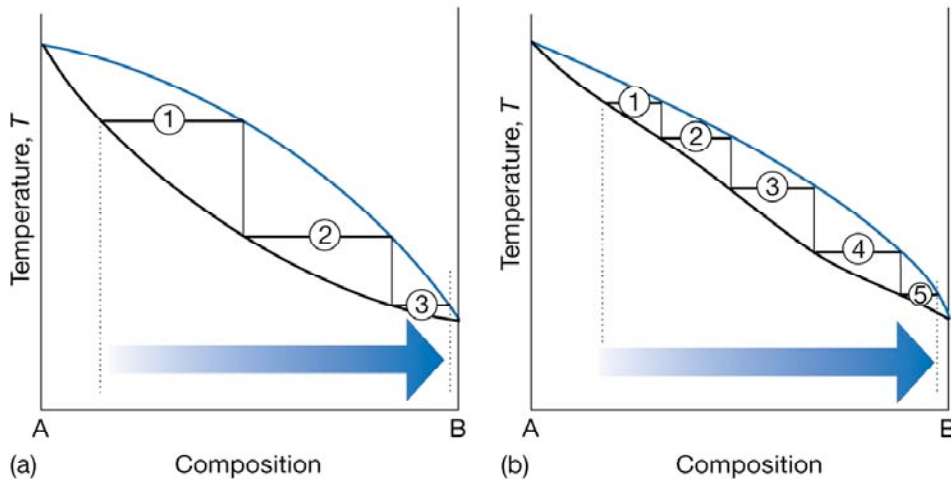 Temperature, T
1
2
3
A
B
(a)
Composition
Temperature, T
1
2
3
4
5
A
B
(b)
Composition